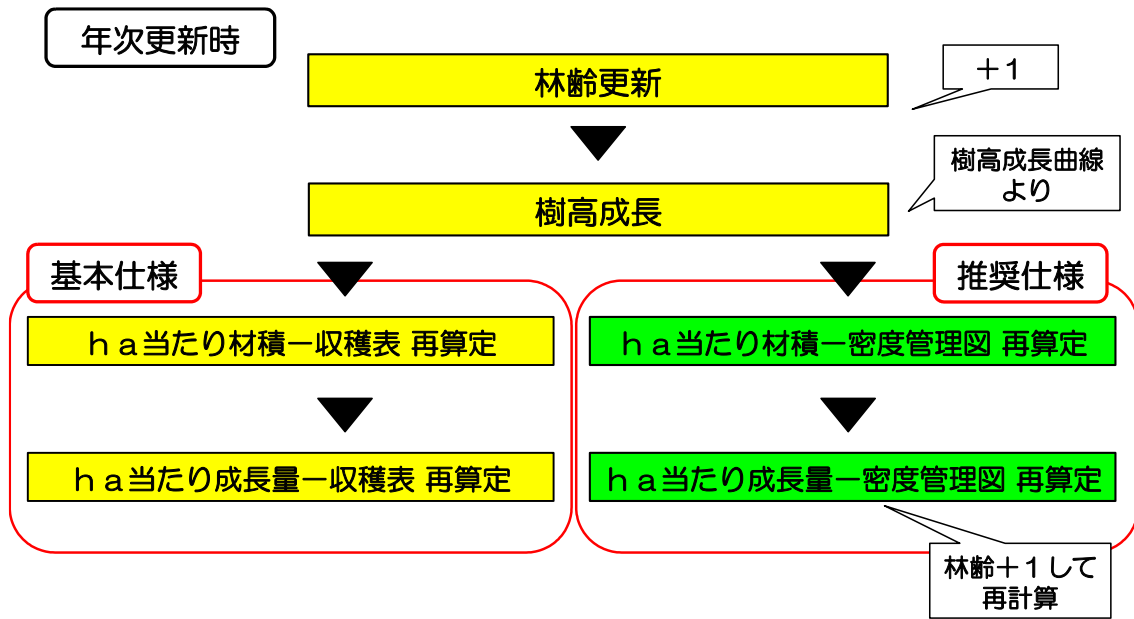 年次更新時
林齢更新
＋１
樹高成長曲線
より
樹高成長
基本仕様
推奨仕様
ｈａ当たり材積ー収穫表 再算定
ｈａ当たり材積ー密度管理図 再算定
ｈａ当たり成長量ー収穫表 再算定
ｈａ当たり成長量ー密度管理図 再算定
林齢＋１して
再計算